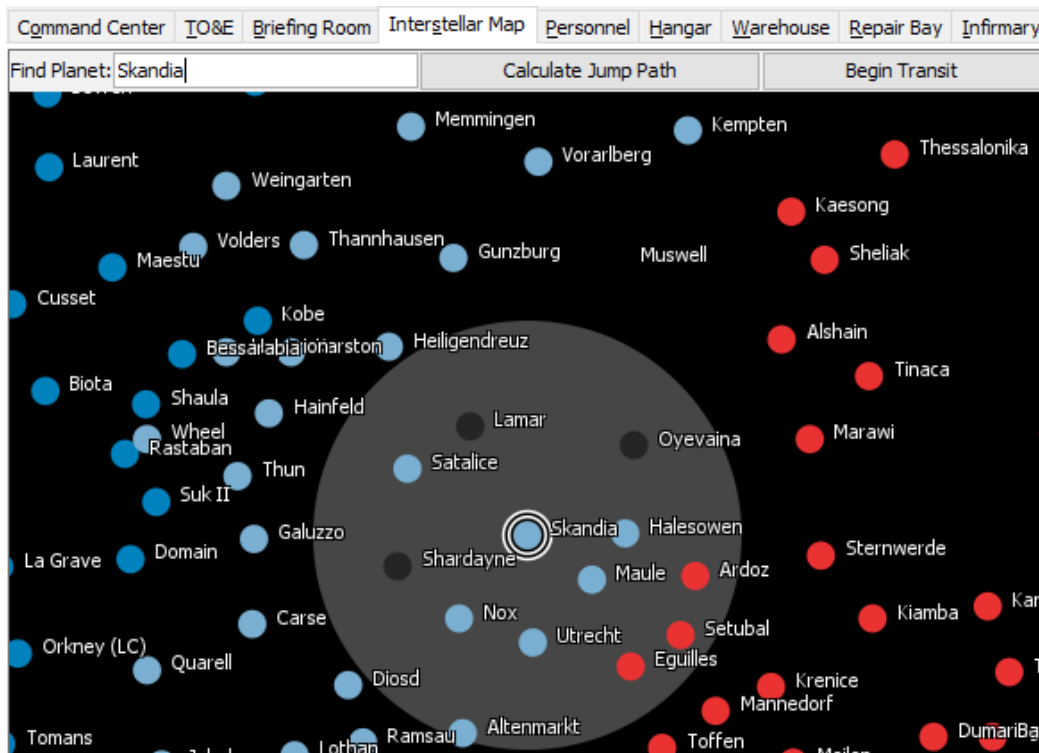 Command Center TO&E Briefing Room Interstellar Map Personnel Hangar Warehouse Repair Bay Infirmary
Find Planet: Skandia Calculate Jump Path Begin Transit
Memmingen
Kempten
Vorarlberg
Thessalonika
Laurent
Weingarten
Kaesong
Volders
Thannhausen
Gunzburg
Muswell
Sheliak
Maestu
Cusset
Kobe
Alshain
Bessarabia
Heiligendreuz
Tinaca
Biota
Shaula
Hainfeld
Lamar
Wheel
Oyevaina
Marawi
Rastaban
Satalice
Thun
Suk II
Galuzzo
Skandia
Halesowen
Sternwerde
La Grave
Domain
Shardayne
Maule
Ardoz
Carse
Nox
Kiamba
Setubal
Utrecht
Orkney (LC)
Quarell
Eguilles
Diosd
Krenice
Mannedorf
Altenmarkt
Tomans
Ramsau
Toffen
Dumari
Lothan